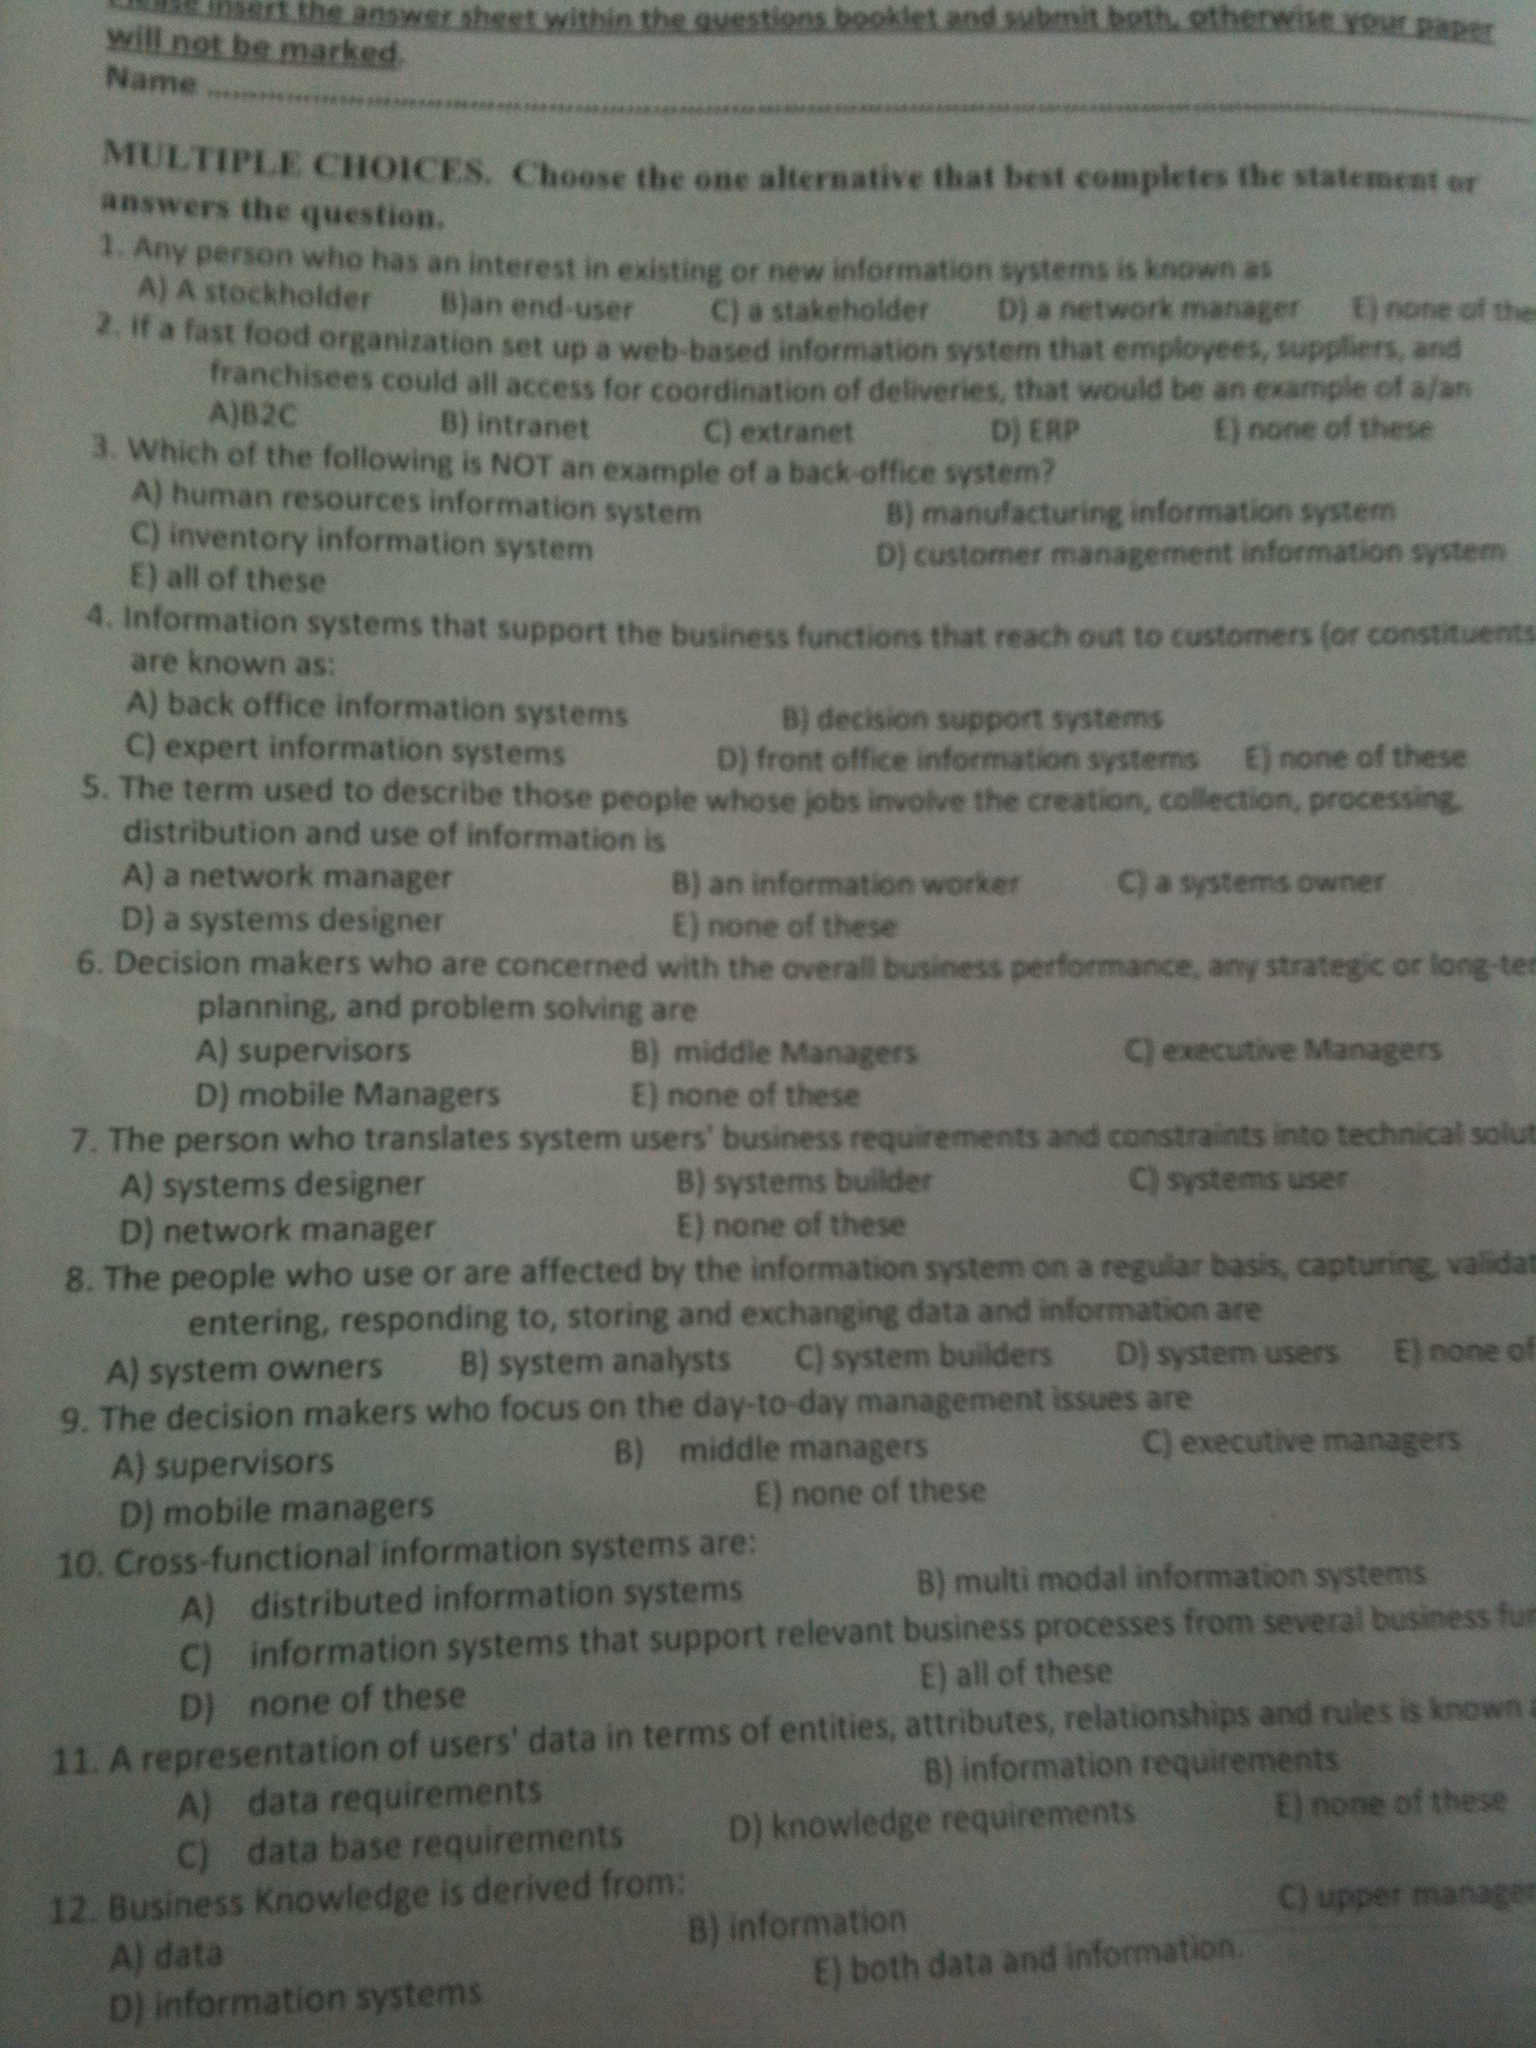 Please insert the answer sheet within the questions booklet and submit both, otherwise your paper
will not be marked.
Name ........................................
MULTIPLE CHOICES. Choose the one alternative that best completes the statement or
answers the question.
1. Any person who has an interest in existing or new information systems is known as
A) A stockholder B)an end-user C) a stakeholder D) a network manager E) none of the
2. If a fast food organization set up a web-based information system that employees, suppliers, and
franchisees could all access for coordination of deliveries, that would be an example of a/an
A)B2C B) intranet C) extranet D) ERP E) none of these
3. Which of the following is NOT an example of a back-office system?
A) human resources information system B) manufacturing information system
C) inventory information system D) customer management information system
E) all of these
4. Information systems that support the business functions that reach out to customers (or constituents
are known as:
A) back office information systems B) decision support systems
C) expert information systems D) front office information systems E) none of these
5. The term used to describe those people whose jobs involve the creation, collection, processing,
distribution and use of information is
A) a network manager B) an information worker C) a systems owner
D) a systems designer E) none of these
6. Decision makers who are concerned with the overall business performance, any strategic or long-ter
planning, and problem solving are
A) supervisors B) middle Managers C) executive Managers
D) mobile Managers E) none of these
7. The person who translates system users' business requirements and constraints into technical solut
A) systems designer B) systems builder C) systems user
D) network manager E) none of these
8. The people who use or are affected by the information system on a regular basis, capturing, validat
entering, responding to, storing and exchanging data and information are
A) system owners B) system analysts C) system builders D) system users E) none of
9. The decision makers who focus on the day-to-day management issues are
A) supervisors B) middle managers C) executive managers
D) mobile managers E) none of these
10. Cross-functional information systems are:
A) distributed information systems B) multi modal information systems
C) information systems that support relevant business processes from several business fun
D) none of these E) all of these
11. A representation of users' data in terms of entities, attributes, relationships and rules is known a
A) data requirements B) information requirements
C) data base requirements D) knowledge requirements E) none of these
12. Business Knowledge is derived from:
A) data B) information C) upper manager
D) information systems E) both data and information.